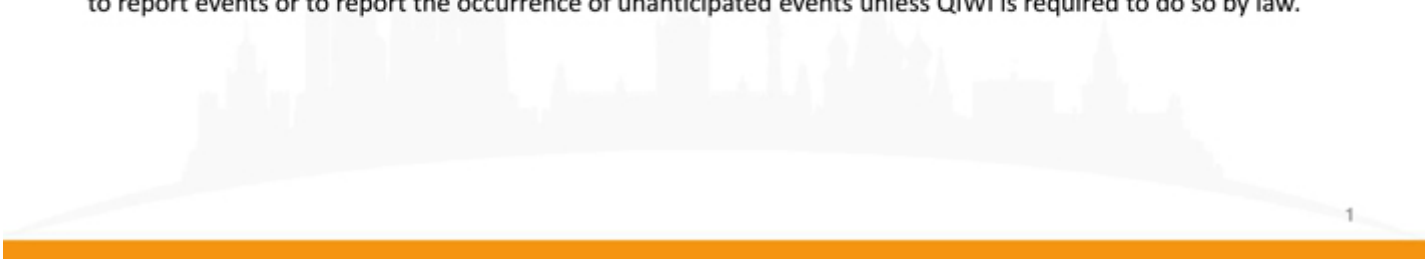 to report events or to report the occurrence of unanticipated events unless QIWI is required to do so by law.
1